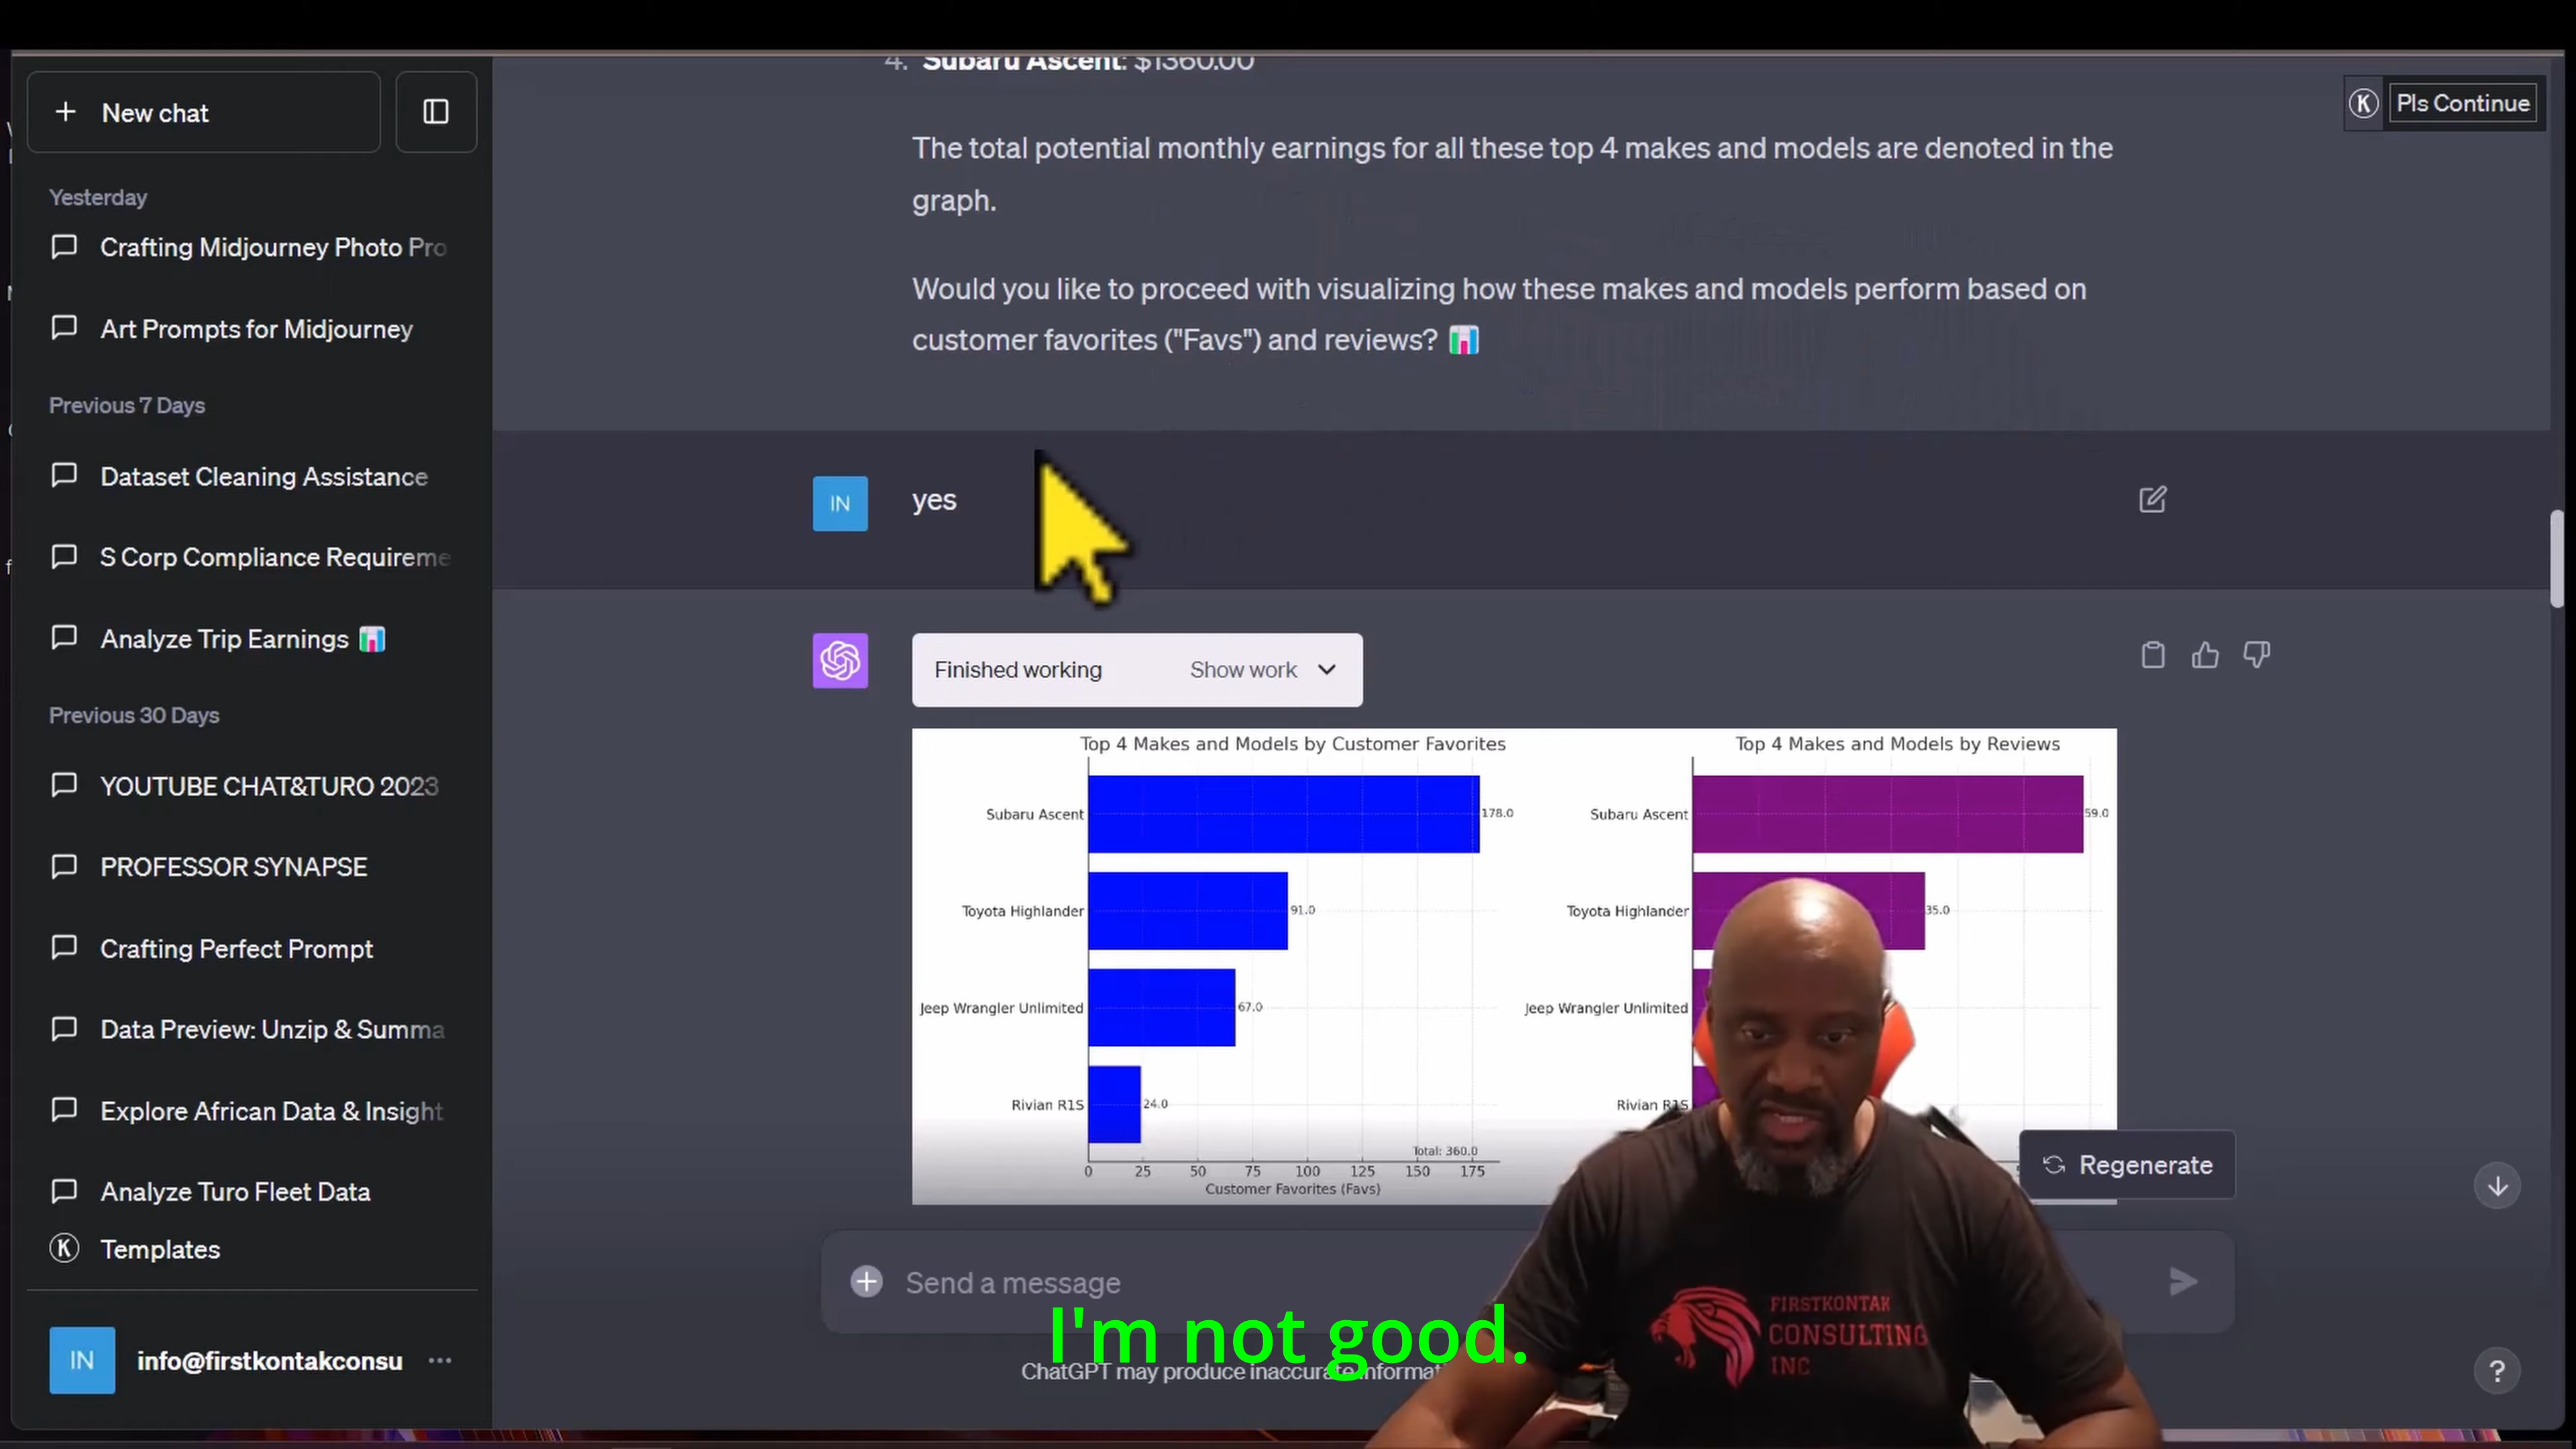 New chat
Yesterday
Crafting Midjourney Photo Pro
Art Prompts for Midjourney
Previous 7 Days
Dataset Cleaning Assistance
S Corp Compliance Requireme
Analyze Trip Earnings
Previous 30 Days
YOUTUBE CHAT&TURO 2023
PROFESSOR SYNAPSE
Crafting Perfect Prompt
Data Preview: Unzip & Summa
Explore African Data & Insight
Analyze Turo Fleet Data
K Templates
IN info@firstkontakconsu
4. Subaru Ascent: $1360.00
K Pls Continue
The total potential monthly earnings for all these top 4 makes and models are denoted in the
graph.
Would you like to proceed with visualizing how these makes and models perform based on
customer favorites ("Favs") and reviews?
IN yes
Finished working Show work
Top 4 Makes and Models by Customer Favorites
Subaru Ascent 178.0
Toyota Highlander 91.0
Jeep Wrangler Unlimited 67.0
Rivian R1S 24.0
Total: 360.0
0 25 50 75 100 125 150 175
Customer Favorites (Favs)
Top 4 Makes and Models by Reviews
Subaru Ascent 59.0
Toyota Highlander 35.0
Jeep Wrangler Unlimited
Rivian R1S
Regenerate
Send a message
I'm not good.
ChatGPT may produce inaccurate informat
?
FIRSTKONTAK
CONSULTING
INC